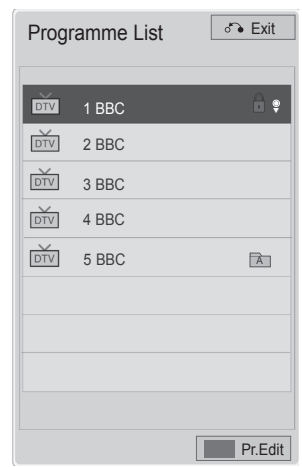 Programme List
Exit
DTV 1 BBC
DTV 2 BBC
DTV 3 BBC
DTV 4 BBC
DTV 5 BBC A
Pr.Edit